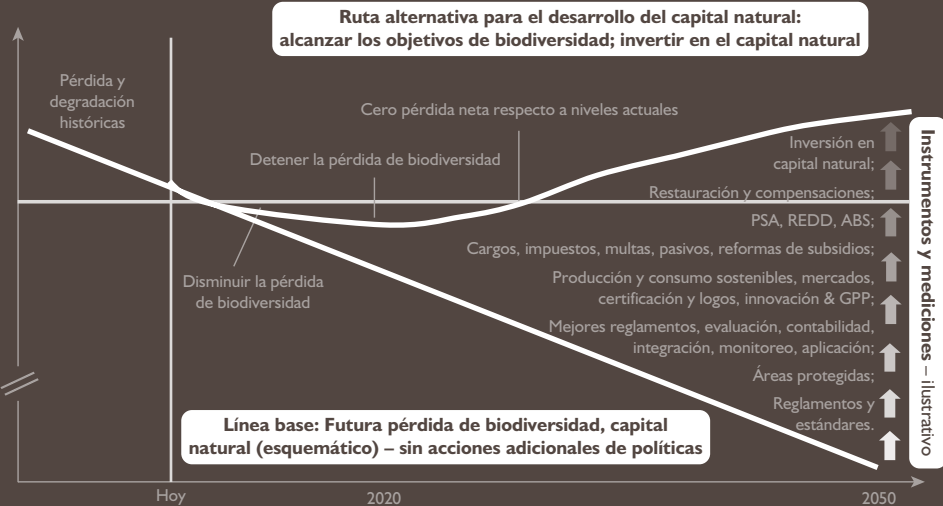 Ruta alternativa para el desarrollo del capital natural:
alcanzar los objetivos de biodiversidad; invertir en el capital natural
Pérdida y
degradación
históricas
Cero pérdida neta respecto a niveles actuales
Detener la pérdida de biodiversidad
Disminuir la pérdida
de biodiversidad
Inversión en
capital natural;
Restauración y compensaciones;
PSA, REDD, ABS;
Cargos, impuestos, multas, pasivos, reformas de subsidios;
Producción y consumo sostenibles, mercados,
certificación y logos, innovación & GPP;
Mejores reglamentos, evaluación, contabilidad,
integración, monitoreo, aplicación;
Áreas protegidas;
Reglamentos y
estándares.
Instrumentos y mediciones – ilustrativo
Línea base: Futura pérdida de biodiversidad, capital
natural (esquemático) – sin acciones adicionales de políticas
Hoy
2020
2050